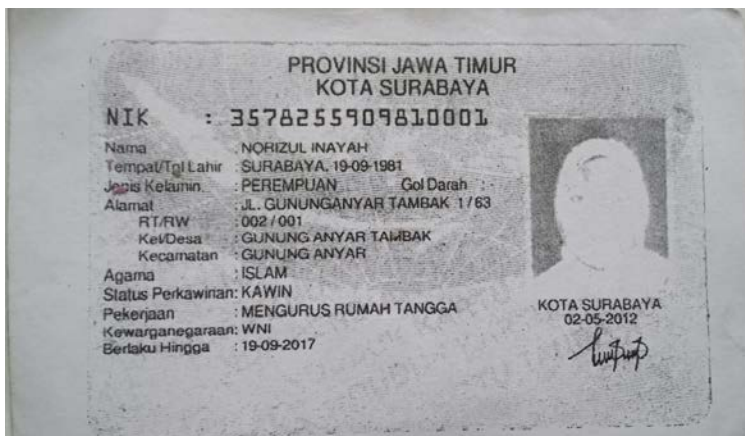 PROVINSI JAWA TIMUR
KOTA SURABAYA
NIK : 3578255909810001
Nama : NORIZUL INAYAH
Tempat/Tgl Lahir : SURABAYA, 19-09-1981
Jenis Kelamin : PEREMPUAN Gol Darah : -
Alamat : JL. GUNUNGANYAR TAMBAK 1/63
RT/RW : 002 / 001
Kel/Desa : GUNUNG ANYAR TAMBAK
Kecamatan : GUNUNG ANYAR
Agama : ISLAM
Status Perkawinan: KAWIN
Pekerjaan : MENGURUS RUMAH TANGGA
Kewarganegaraan: WNI
Berlaku Hingga : 19-09-2017
KOTA SURABAYA
02-05-2012